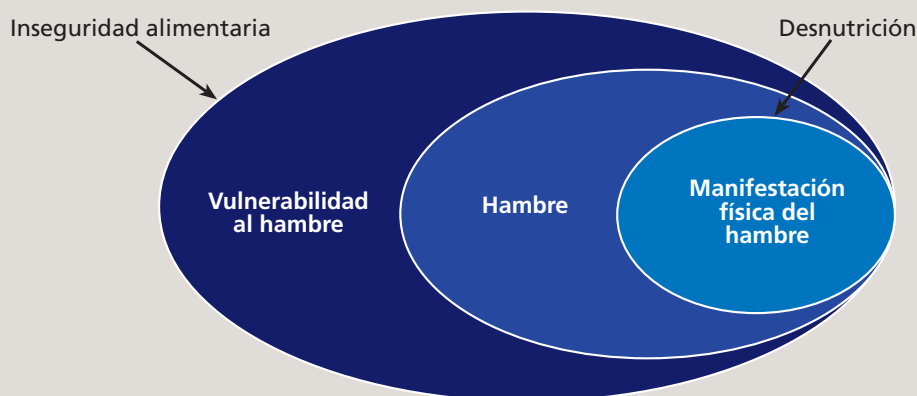 Inseguridad alimentaria
Desnutrición
Vulnerabilidad
al hambre
Hambre
Manifestación
física del
hambre